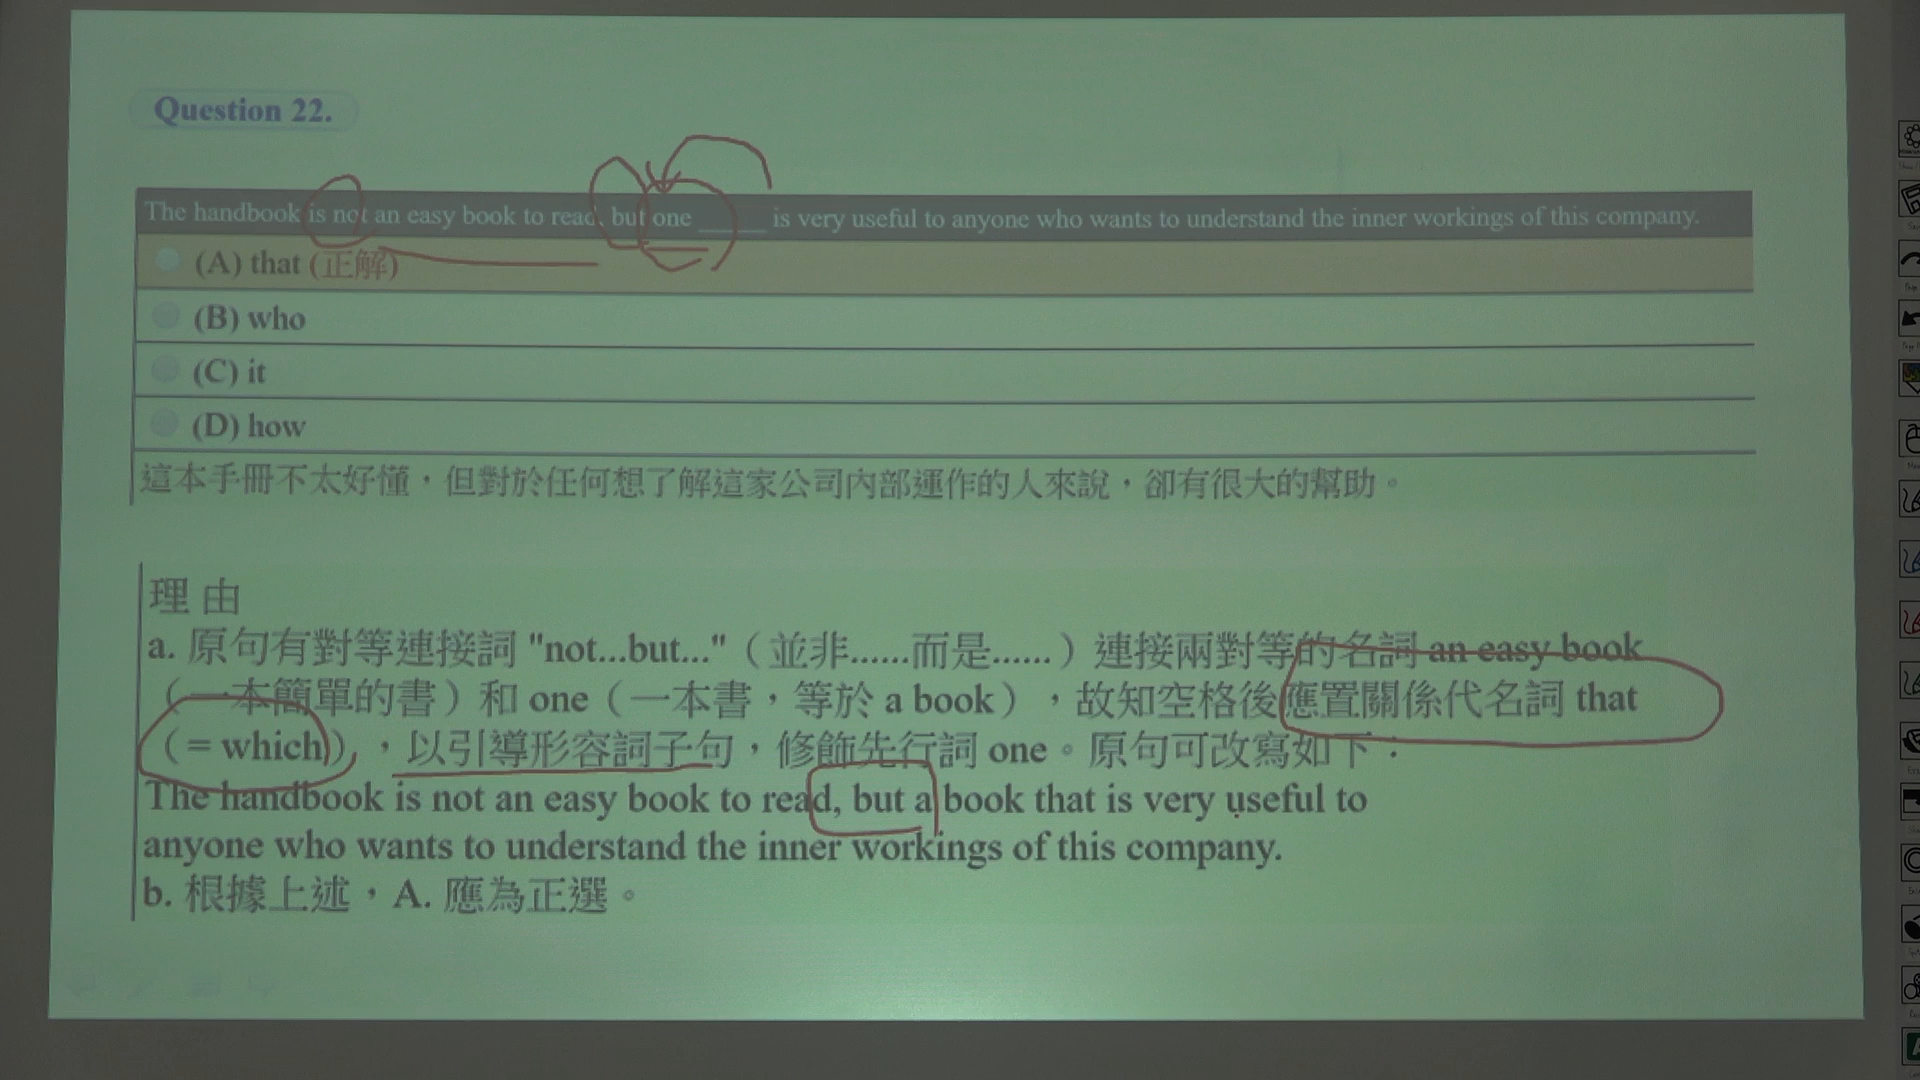 Question 22.
The handbook is not an easy book to read, but one _____ is very useful to anyone who wants to understand the inner workings of this company.
(A) that (正解)
(B) who
(C) it
(D) how
這本手冊不太好懂，但對於任何想了解這家公司內部運作的人來說，卻有很大的幫助。
理由
a. 原句有對等連接詞 "not...but..."（並非......而是......）連接兩對等的名詞 an easy book
（一本簡單的書）和 one（一本書，等於 a book），故知空格後應置關係代名詞 that
（= which），以引導形容詞子句，修飾先行詞 one。原句可改寫如下：
The handbook is not an easy book to read, but a book that is very useful to
anyone who wants to understand the inner workings of this company.
b. 根據上述，A. 應為正選。